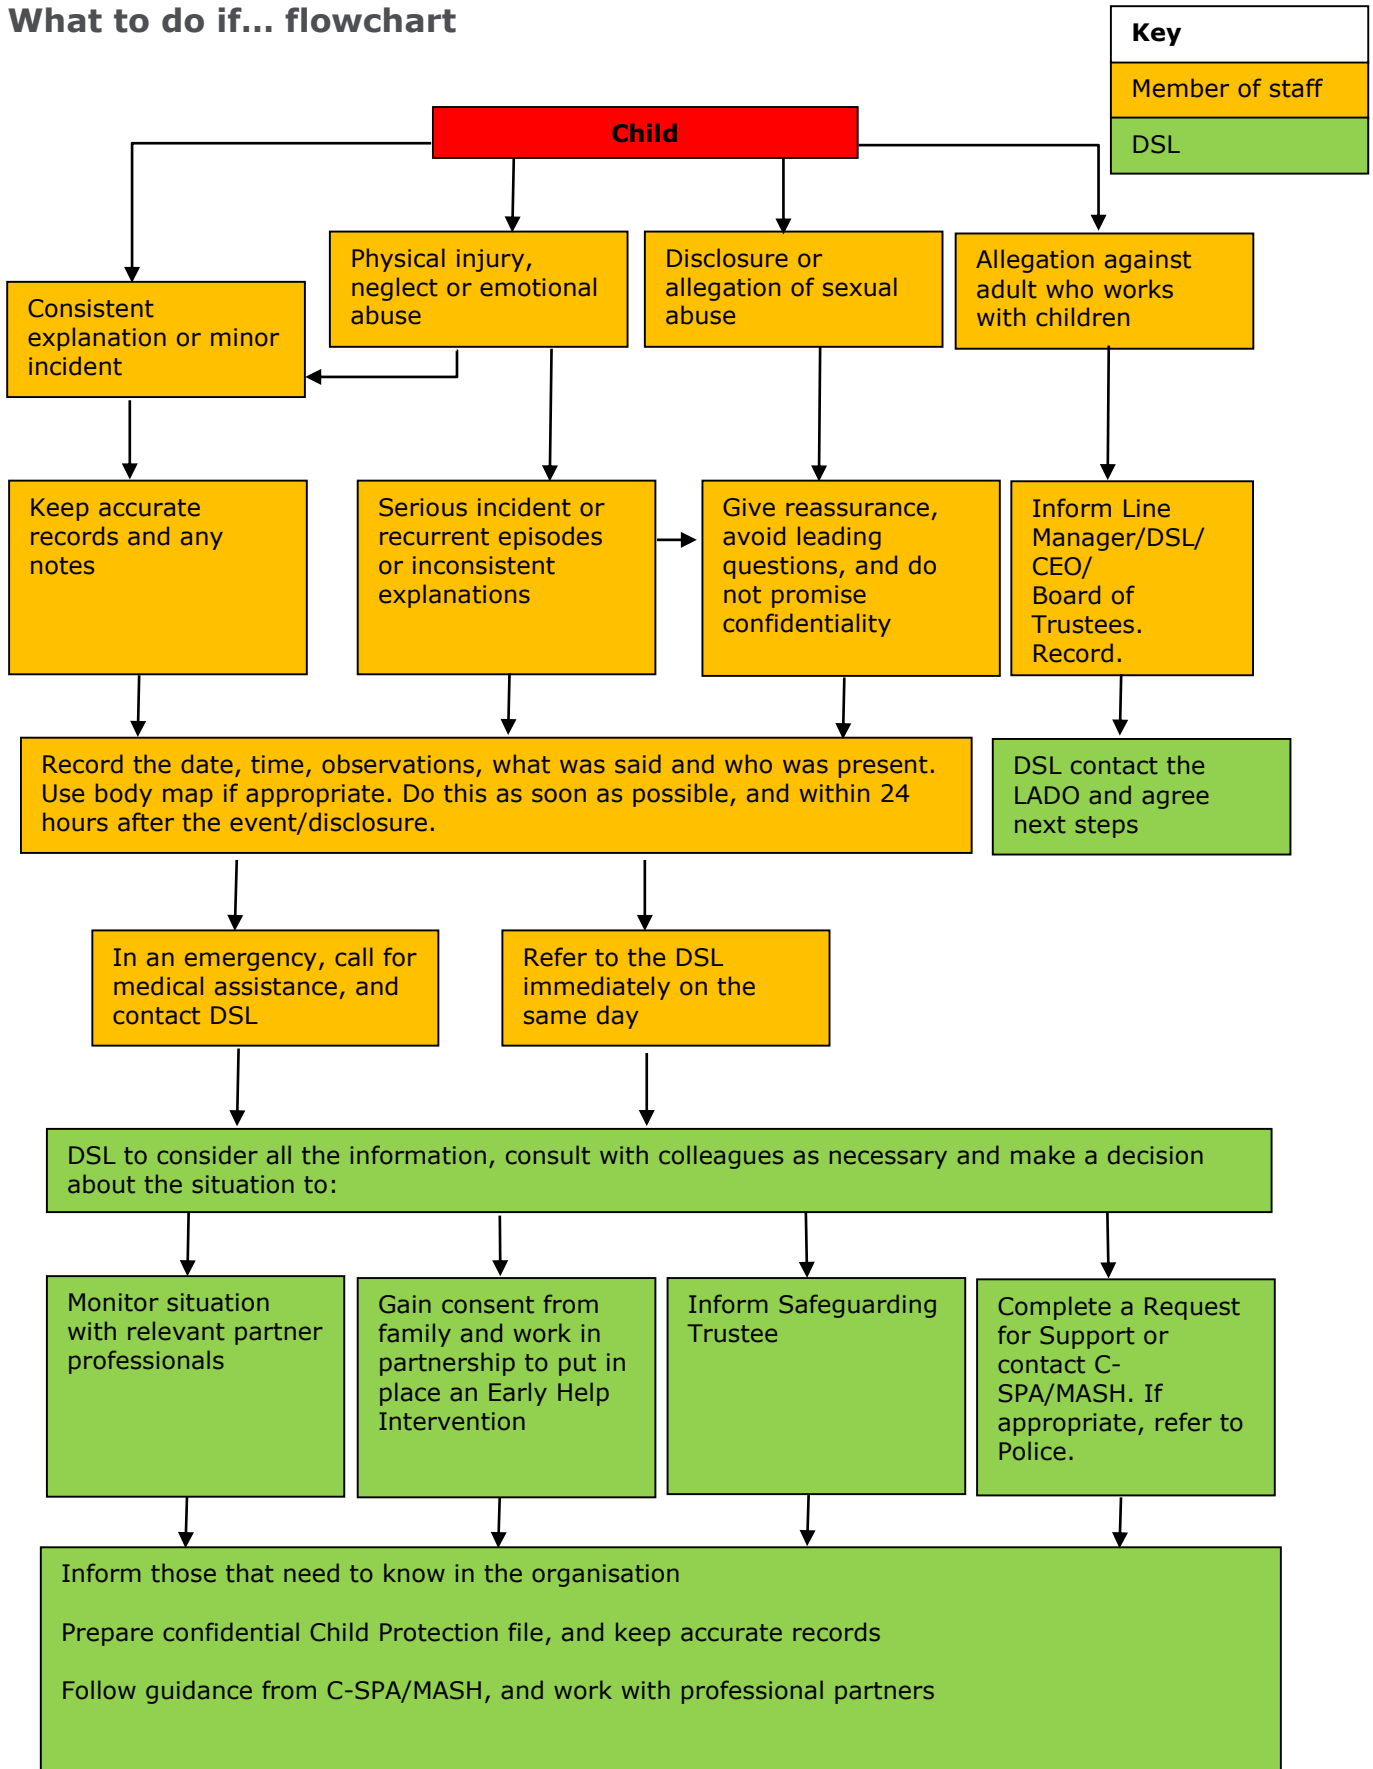 What to do if... flowchart
Key
Member of staff
DSL
Child
Consistent
explanation or minor
incident
Physical injury,
neglect or emotional
abuse
Disclosure or
allegation of sexual
abuse
Allegation against
adult who works
with children
Keep accurate
records and any
notes
Serious incident or
recurrent episodes
or inconsistent
explanations
Give reassurance,
avoid leading
questions, and do
not promise
confidentiality
Inform Line
Manager/DSL/
CEO/
Board of
Trustees.
Record.
Record the date, time, observations, what was said and who was present.
Use body map if appropriate. Do this as soon as possible, and within 24
hours after the event/disclosure.
DSL contact the
LADO and agree
next steps
In an emergency, call for
medical assistance, and
contact DSL
Refer to the DSL
immediately on the
same day
DSL to consider all the information, consult with colleagues as necessary and make a decision
about the situation to:
Monitor situation
with relevant partner
professionals
Gain consent from
family and work in
partnership to put in
place an Early Help
Intervention
Inform Safeguarding
Trustee
Complete a Request
for Support or
contact C-
SPA/MASH. If
appropriate, refer to
Police.
Inform those that need to know in the organisation
Prepare confidential Child Protection file, and keep accurate records
Follow guidance from C-SPA/MASH, and work with professional partners